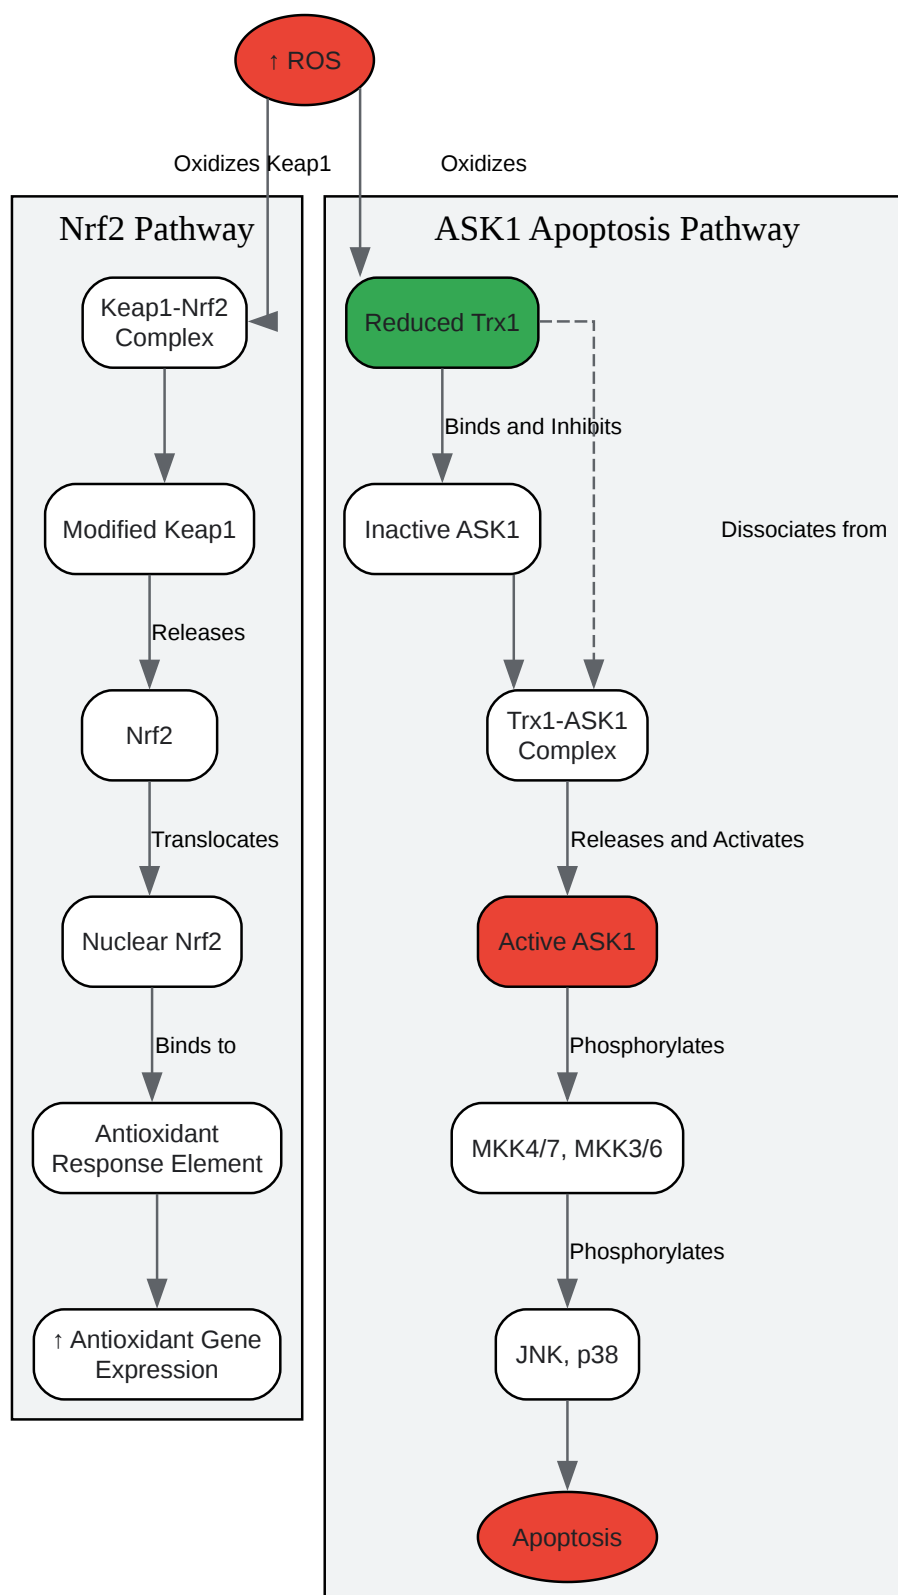 ↑ ROS
Oxidizes Keap1
Oxidizes
Nrf2 Pathway
Keap1-Nrf2
Complex
Modified Keap1
Releases
Nrf2
Translocates
Nuclear Nrf2
Binds to
Antioxidant
Response Element
↑ Antioxidant Gene
Expression
ASK1 Apoptosis Pathway
Reduced Trx1
Binds and Inhibits
Inactive ASK1
Dissociates from
Trx1-ASK1
Complex
Releases and Activates
Active ASK1
Phosphorylates
MKK4/7, MKK3/6
Phosphorylates
JNK, p38
Apoptosis